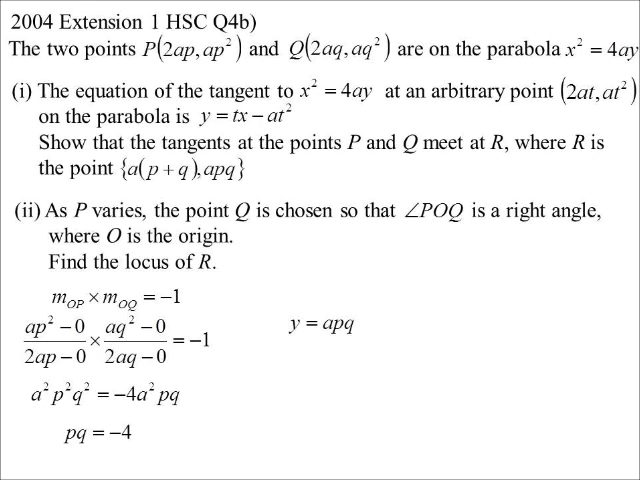 2004 Extension 1 HSC Q4b)
The two points P(2ap, ap²) and Q(2aq, aq²) are on the parabola x² = 4ay
(i) The equation of the tangent to x² = 4ay at an arbitrary point (2at, at²)
on the parabola is y = tx − at²
Show that the tangents at the points P and Q meet at R, where R is
the point {a(p + q), apq}
(ii) As P varies, the point Q is chosen so that ∠POQ is a right angle,
where O is the origin.
Find the locus of R.
m_OP × m_OQ = −1
(ap² − 0)/(2ap − 0) × (aq² − 0)/(2aq − 0) = −1
y = apq
a²p²q² = −4a²pq
pq = −4